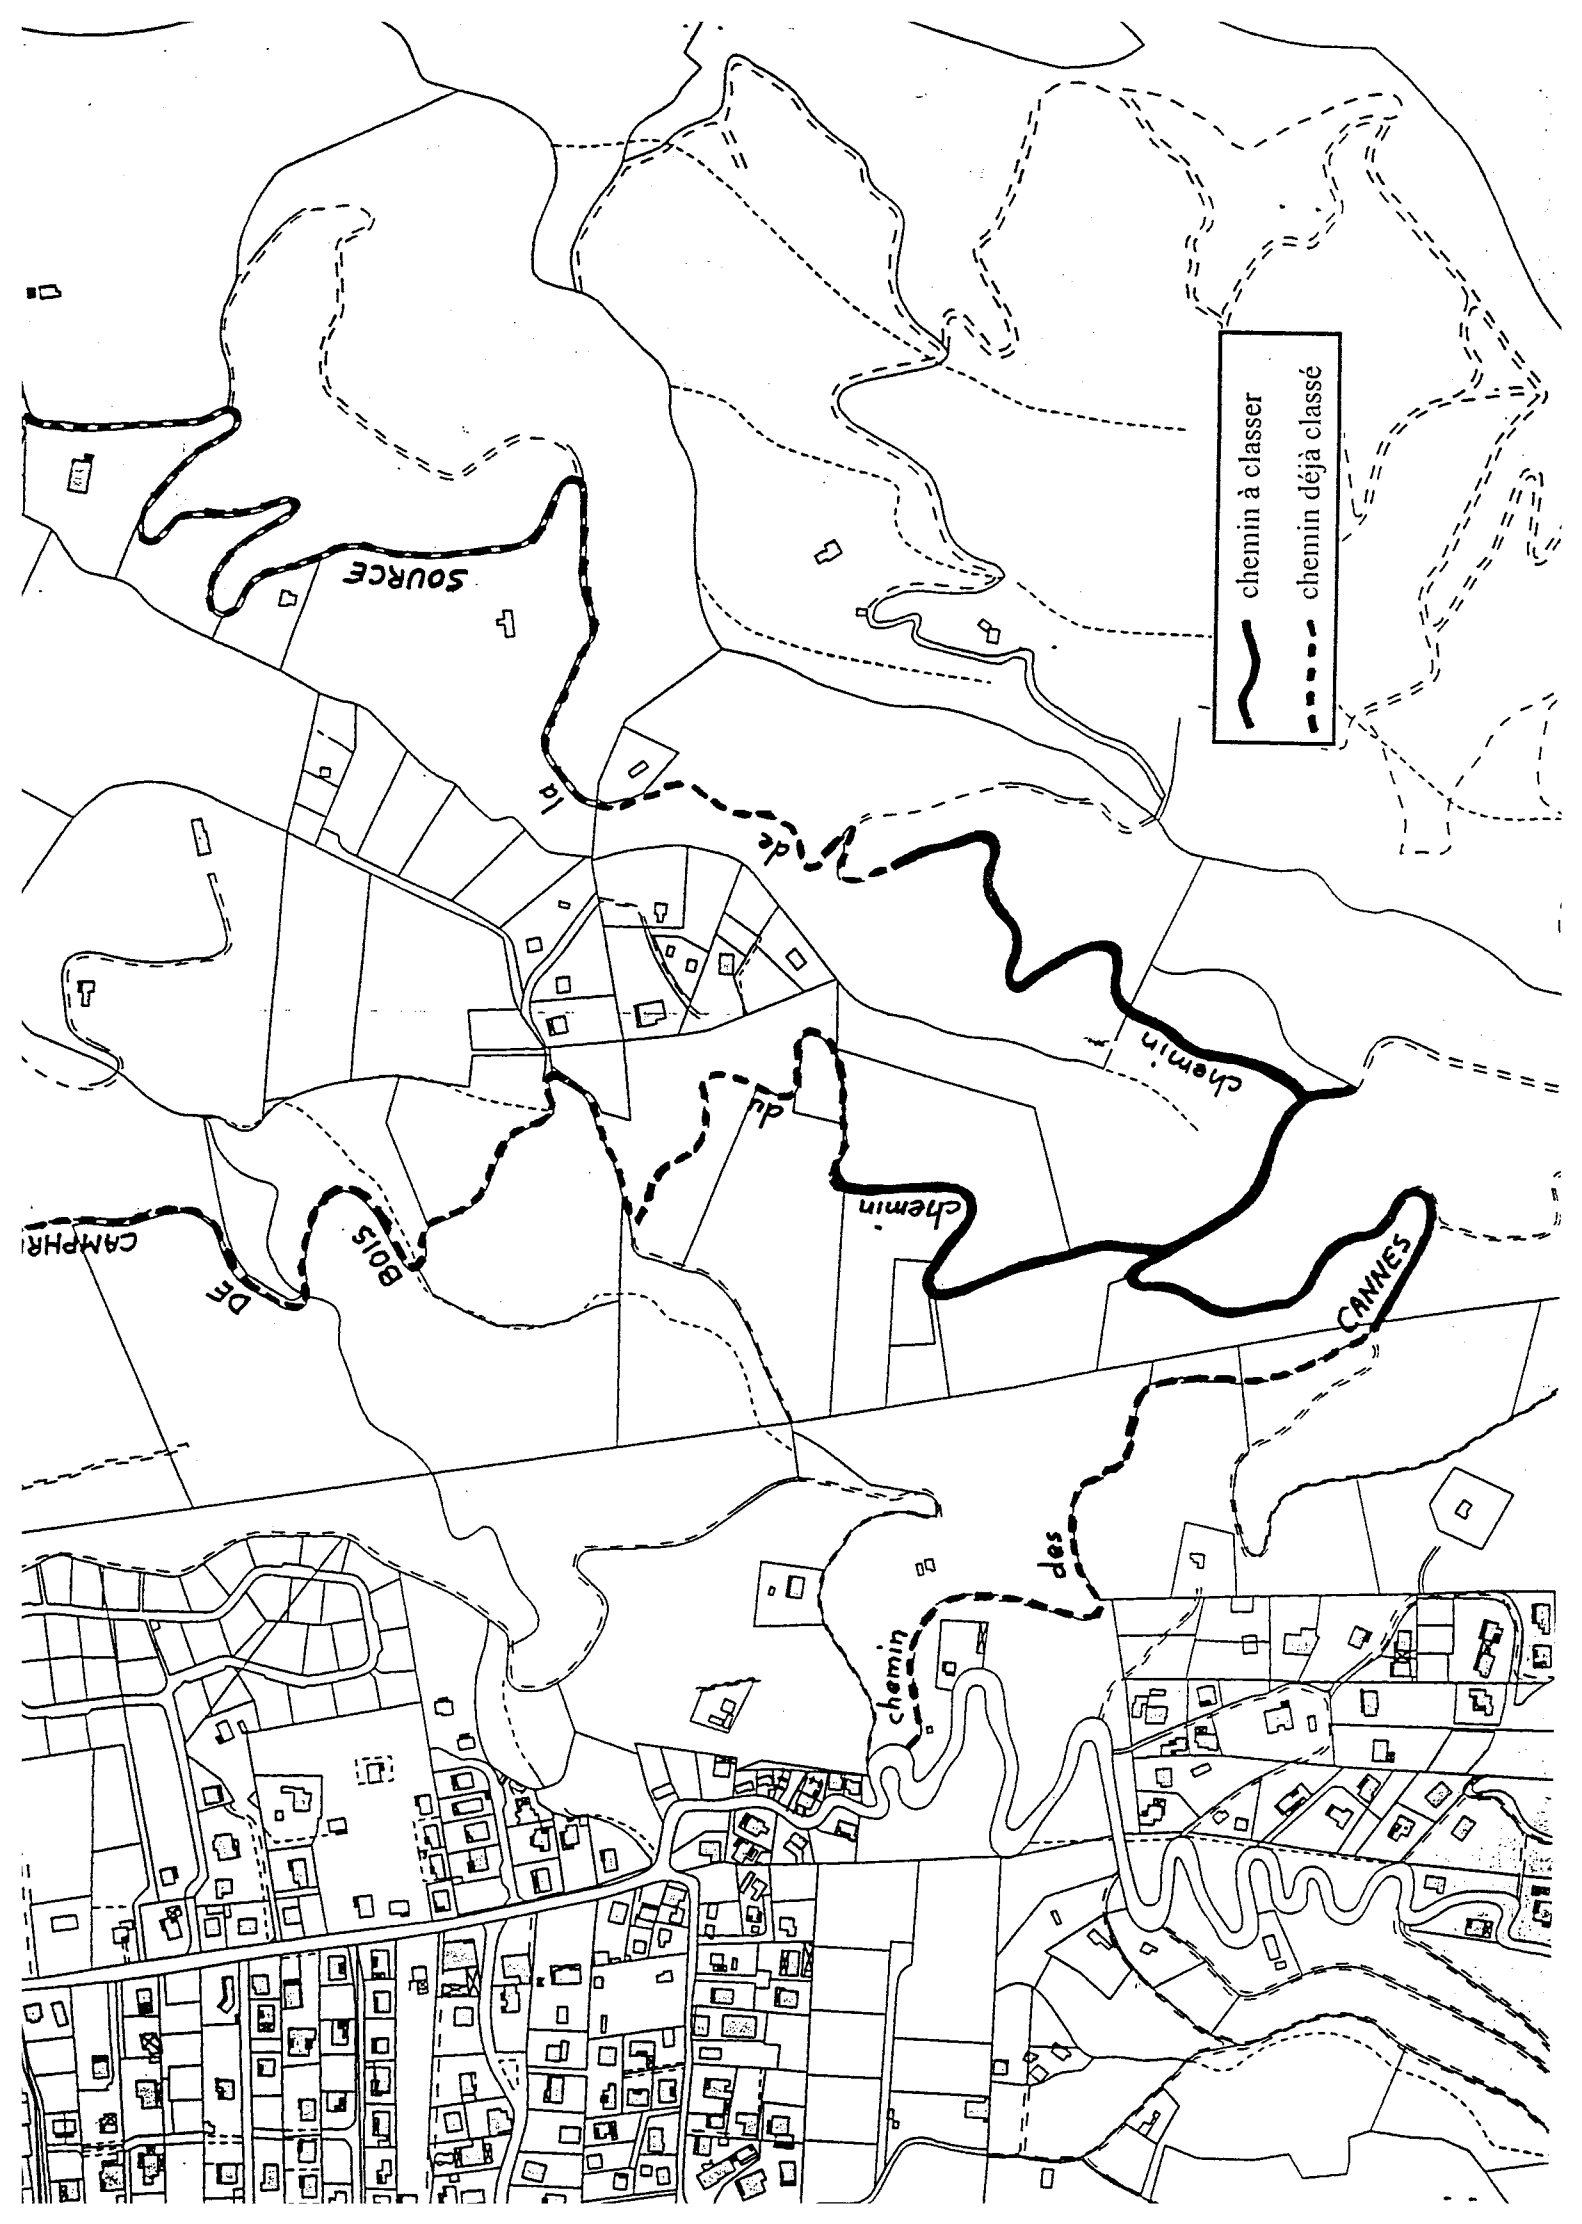 chemin à classer
chemin déjà classé
SOURCE
la
de
chemin
CAMPHR
DE
BOIS
du
chemin
CANNES
des
chemin